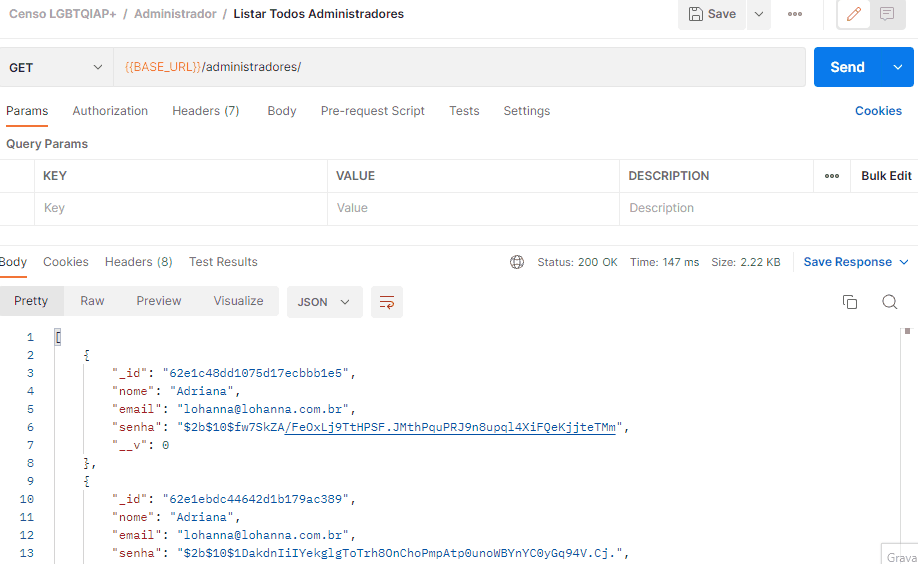 Censo LGBTQIAP+ / Administrador / Listar Todos Administradores Save
GET {{BASE_URL}}/administradores/ Send
Params Authorization Headers (7) Body Pre-request Script Tests Settings Cookies
Query Params
KEY VALUE DESCRIPTION Bulk Edit
Key Value Description
Body Cookies Headers (8) Test Results Status: 200 OK Time: 147 ms Size: 2.22 KB Save Response
Pretty Raw Preview Visualize JSON
1 [
2 {
3 "_id": "62e1c48dd1075d17ecbbb1e5",
4 "nome": "Adriana",
5 "email": "lohanna@lohanna.com.br",
6 "senha": "$2b$10$fw7SkZA/FeOxLj9TtHPSF.JMthPquPRJ9n8upql4XiFQeKjjteTMm",
7 "__v": 0
8 },
9 {
10 "_id": "62e1ebdc44642d1b179ac389",
11 "nome": "Adriana",
12 "email": "lohanna@lohanna.com.br",
13 "senha": "$2b$10$1DakdnIiIYekglgToTrh8OnChoPmpAtp0unoWBYnYC0yGq94V.Cj.",
Grava